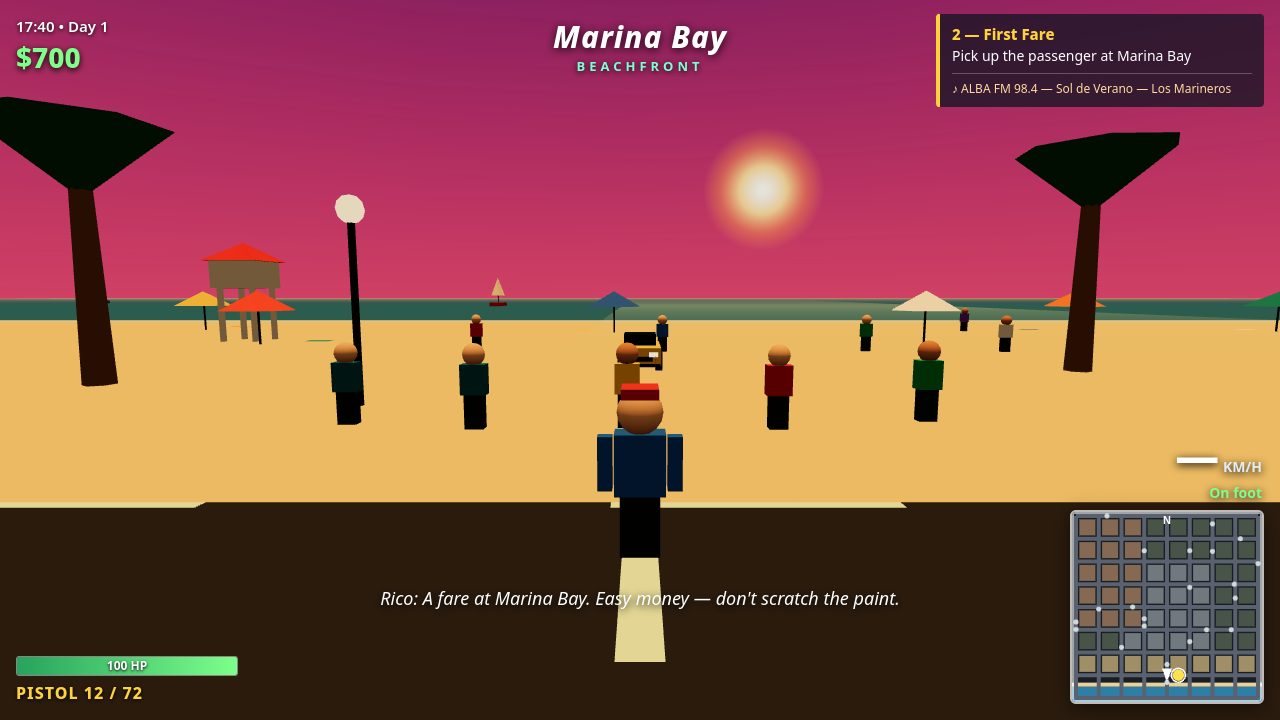 17:40 • Day 1
$700
Marina Bay
BEACHFRONT
2 — First Fare
Pick up the passenger at Marina Bay
♪ ALBA FM 98.4 — Sol de Verano — Los Marineros
KM/H
On foot
N
Rico: A fare at Marina Bay. Easy money — don't scratch the paint.
100 HP
PISTOL 12 / 72